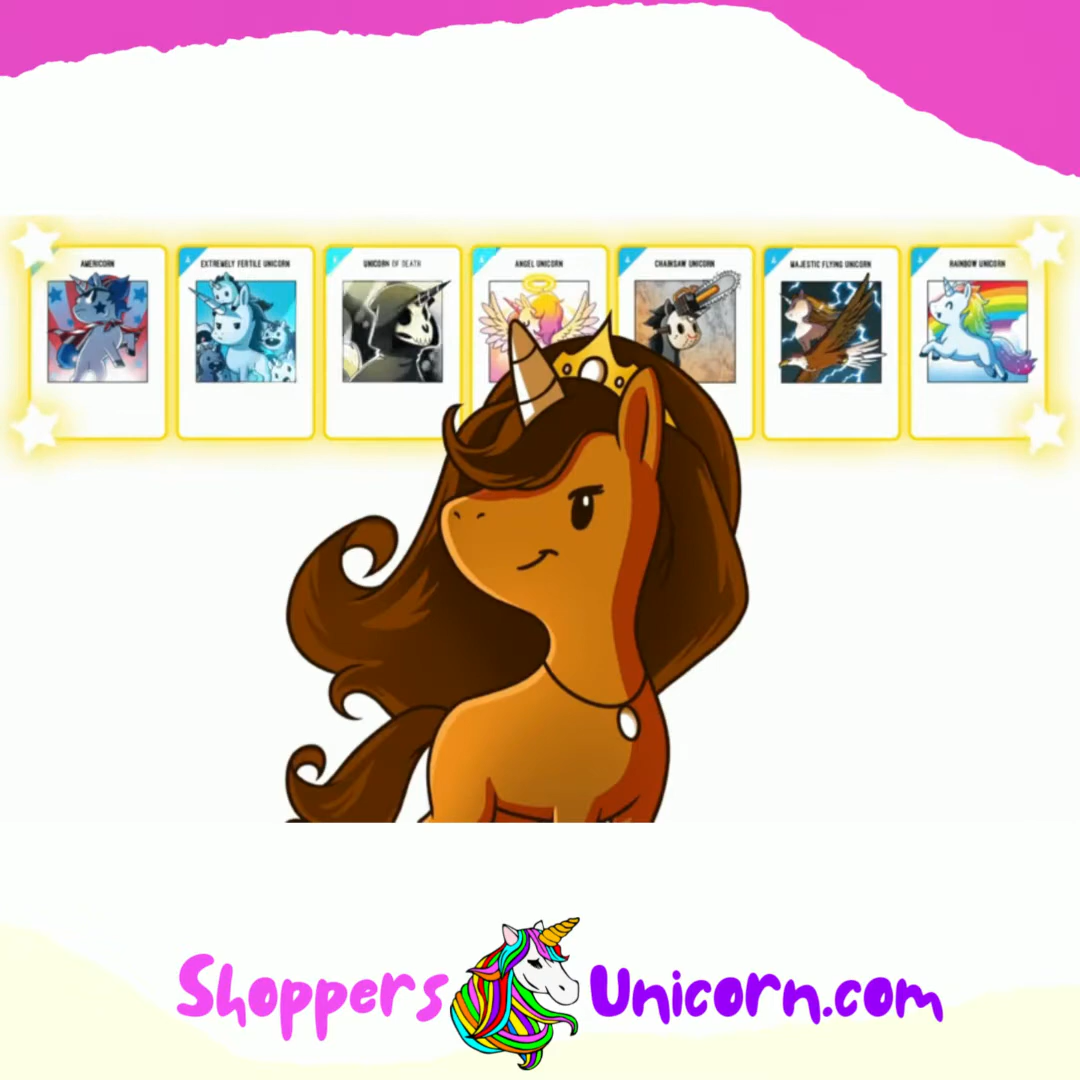 AMERICORN
EXTREMELY FERTILE UNICORN
UNICORN OF DEATH
ANGEL UNICORN
CHAINSAW UNICORN
MAJESTIC FLYING UNICORN
RAINBOW UNICORN
Shoppers Unicorn.com